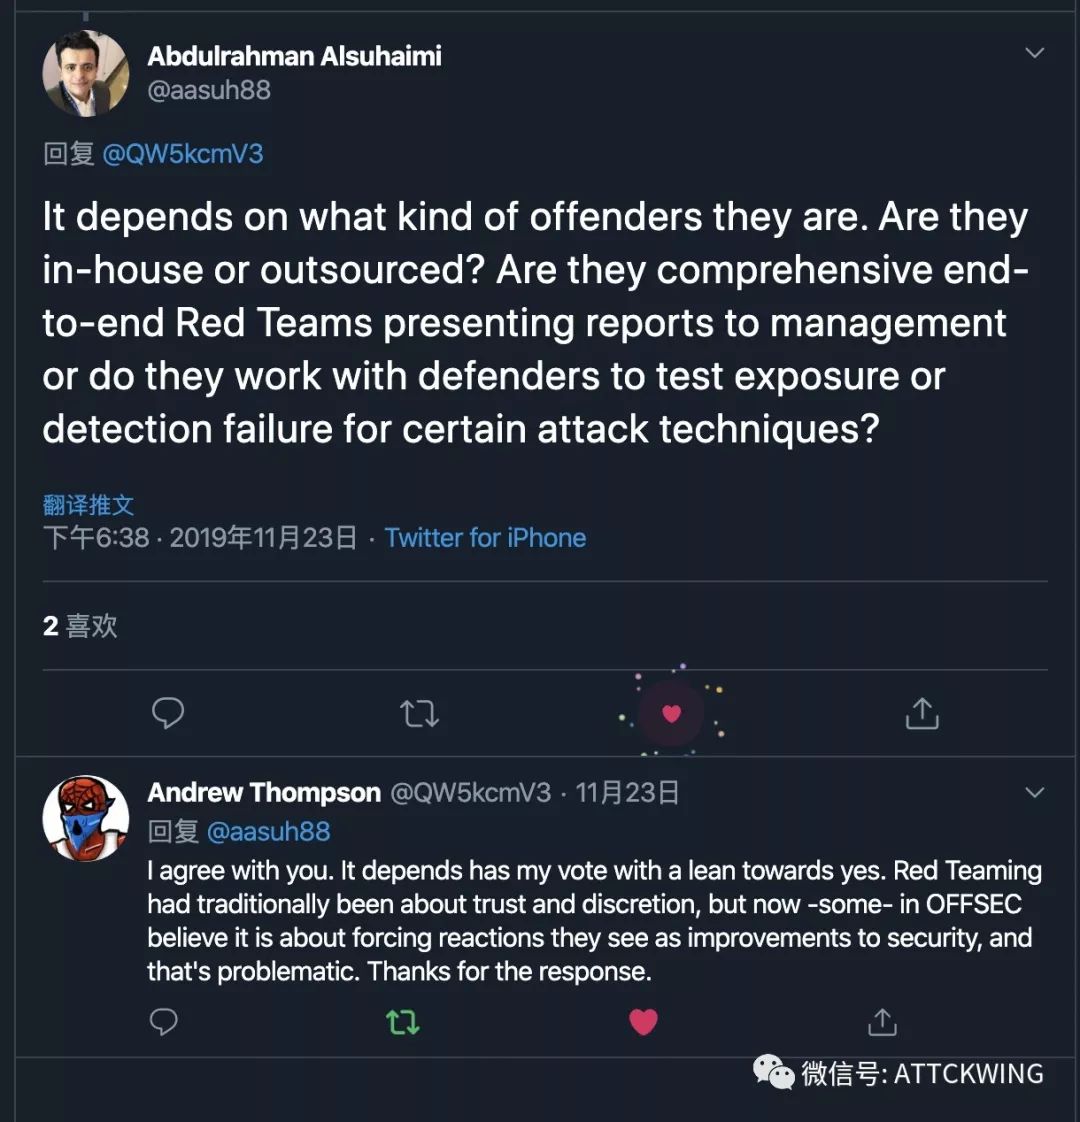 Abdulrahman Alsuhaimi
@aasuh88
回复 @QW5kcmV3
It depends on what kind of offenders they are. Are they
in-house or outsourced? Are they comprehensive end-
to-end Red Teams presenting reports to management
or do they work with defenders to test exposure or
detection failure for certain attack techniques?
翻译推文
下午6:38 · 2019年11月23日 · Twitter for iPhone
2 喜欢
Andrew Thompson @QW5kcmV3 · 11月23日
回复 @aasuh88
I agree with you. It depends has my vote with a lean towards yes. Red Teaming
had traditionally been about trust and discretion, but now -some- in OFFSEC
believe it is about forcing reactions they see as improvements to security, and
that's problematic. Thanks for the response.
微信号: ATTCKWING